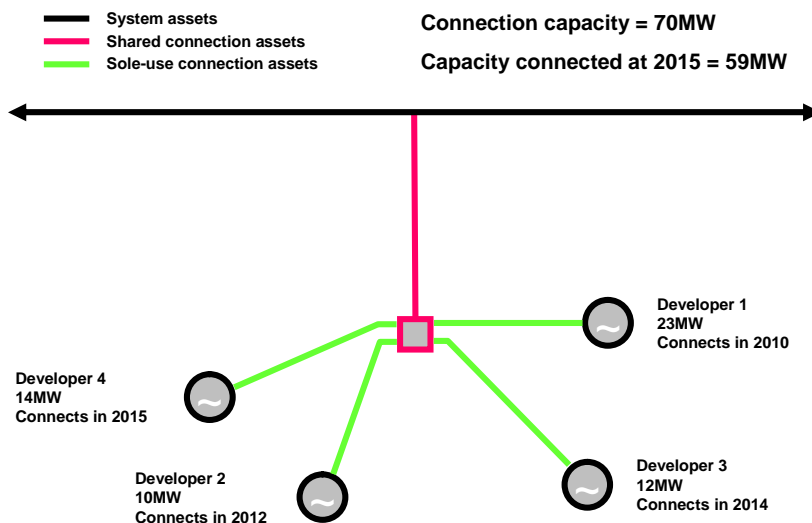 System assets
Shared connection assets
Sole-use connection assets
Connection capacity = 70MW
Capacity connected at 2015 = 59MW
Developer 1
23MW
Connects in 2010
Developer 4
14MW
Connects in 2015
Developer 2
10MW
Connects in 2012
Developer 3
12MW
Connects in 2014